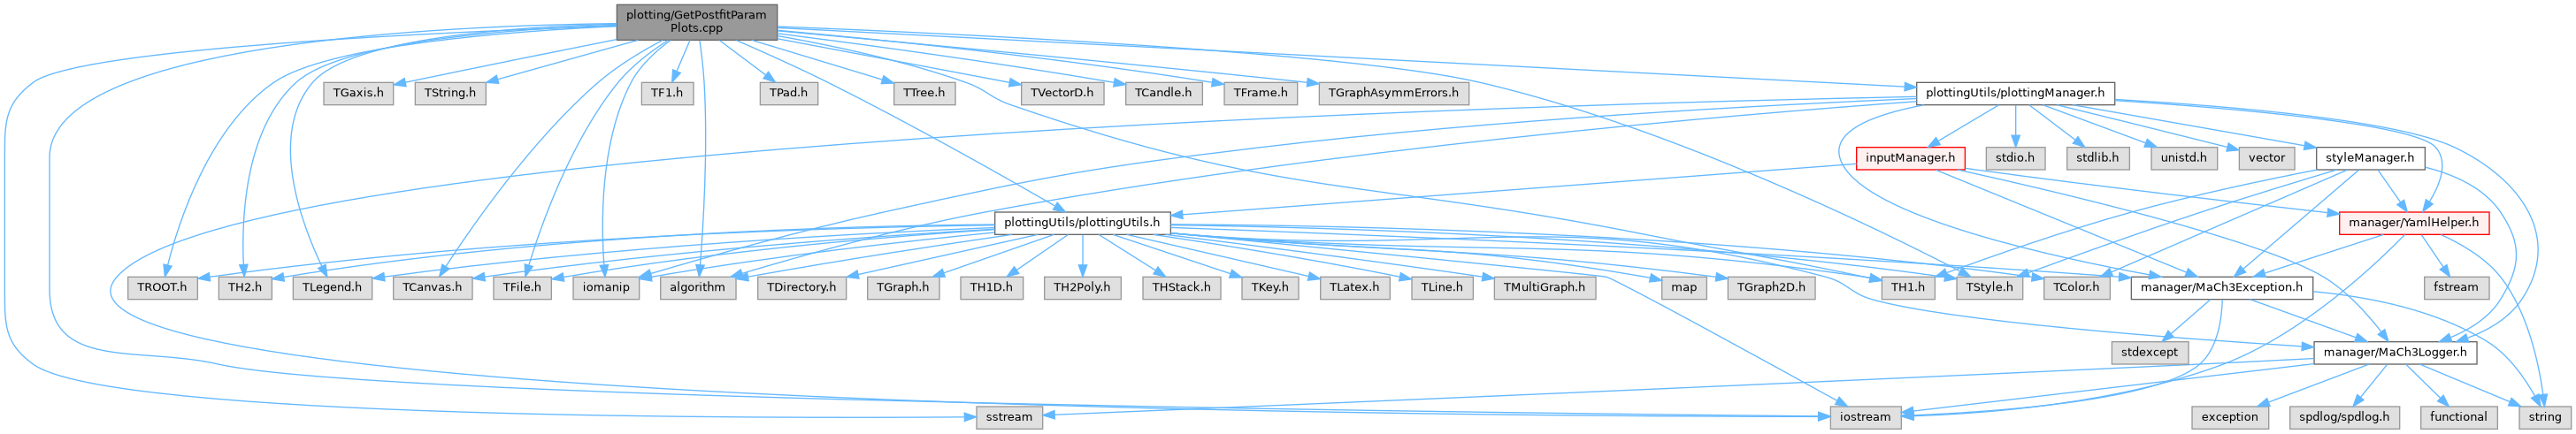 plotting/GetPostfitParam
Plots.cpp
TGaxis.h
TString.h
TF1.h
TPad.h
TTree.h
TVectorD.h
TCandle.h
TFrame.h
TGraphAsymmErrors.h
plottingUtils/plottingManager.h
inputManager.h
stdio.h
stdlib.h
unistd.h
vector
styleManager.h
plottingUtils/plottingUtils.h
manager/YamlHelper.h
TROOT.h
TH2.h
TLegend.h
TCanvas.h
TFile.h
iomanip
algorithm
TDirectory.h
TGraph.h
TH1D.h
TH2Poly.h
THStack.h
TKey.h
TLatex.h
TLine.h
TMultiGraph.h
map
TGraph2D.h
TH1.h
TStyle.h
TColor.h
manager/MaCh3Exception.h
fstream
stdexcept
manager/MaCh3Logger.h
sstream
iostream
exception
spdlog/spdlog.h
functional
string